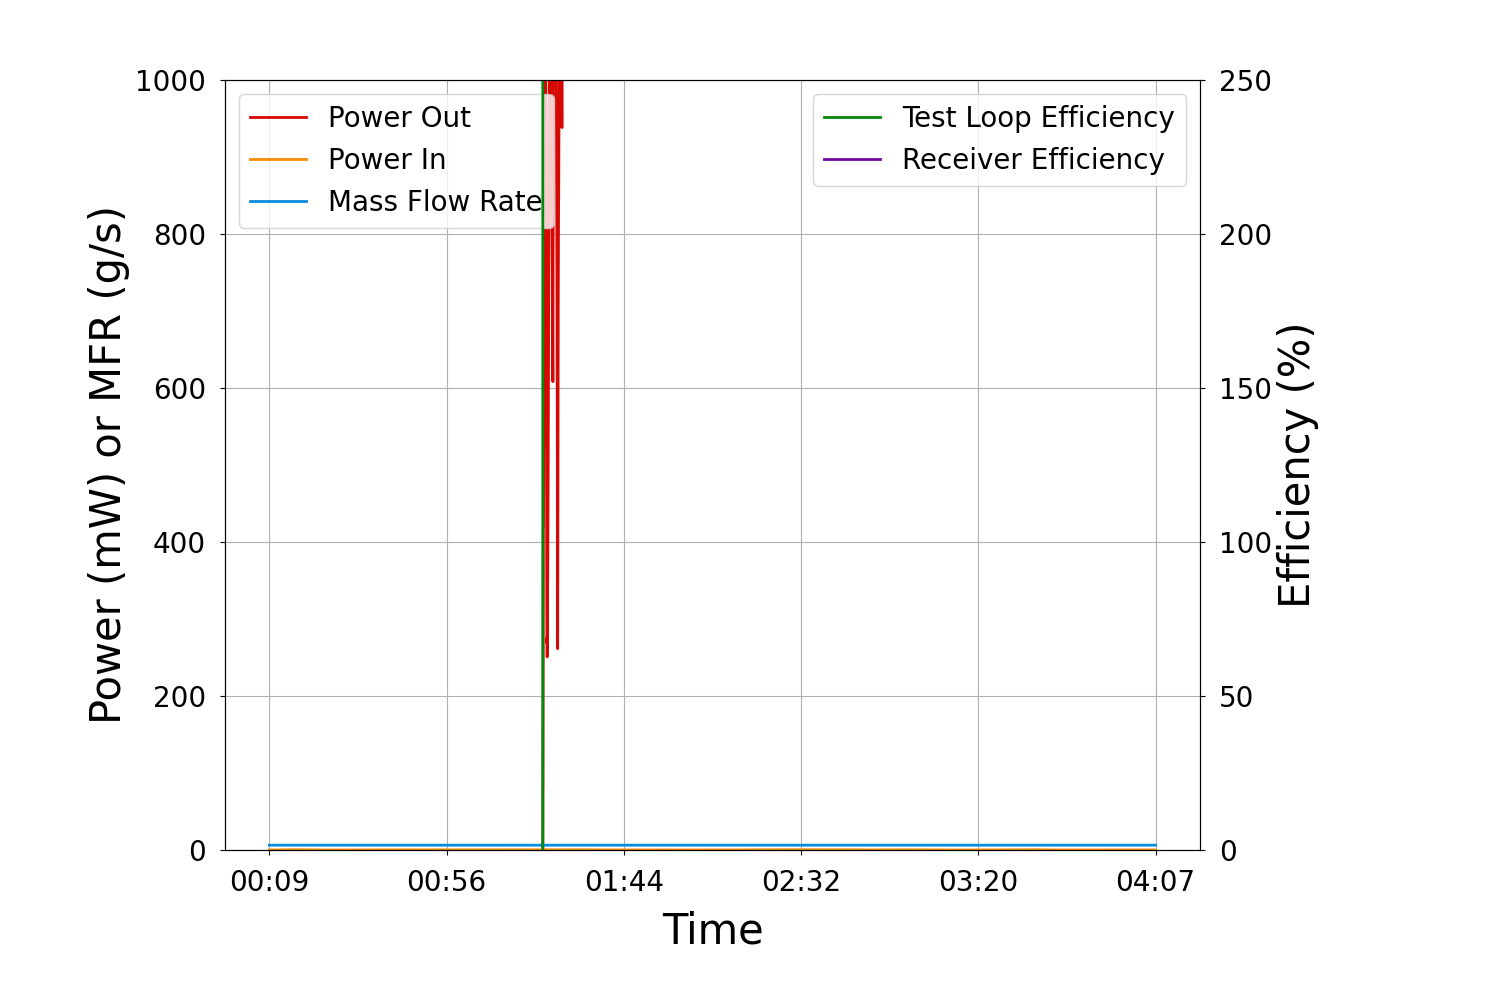 Power (mW) or MFR (g/s)
1000
800
600
400
200
0
Power Out
Power In
Mass Flow Rate
Test Loop Efficiency
Receiver Efficiency
250
200
150
100
50
0
Efficiency (%)
00:09 00:56 01:44 02:32 03:20 04:07
Time